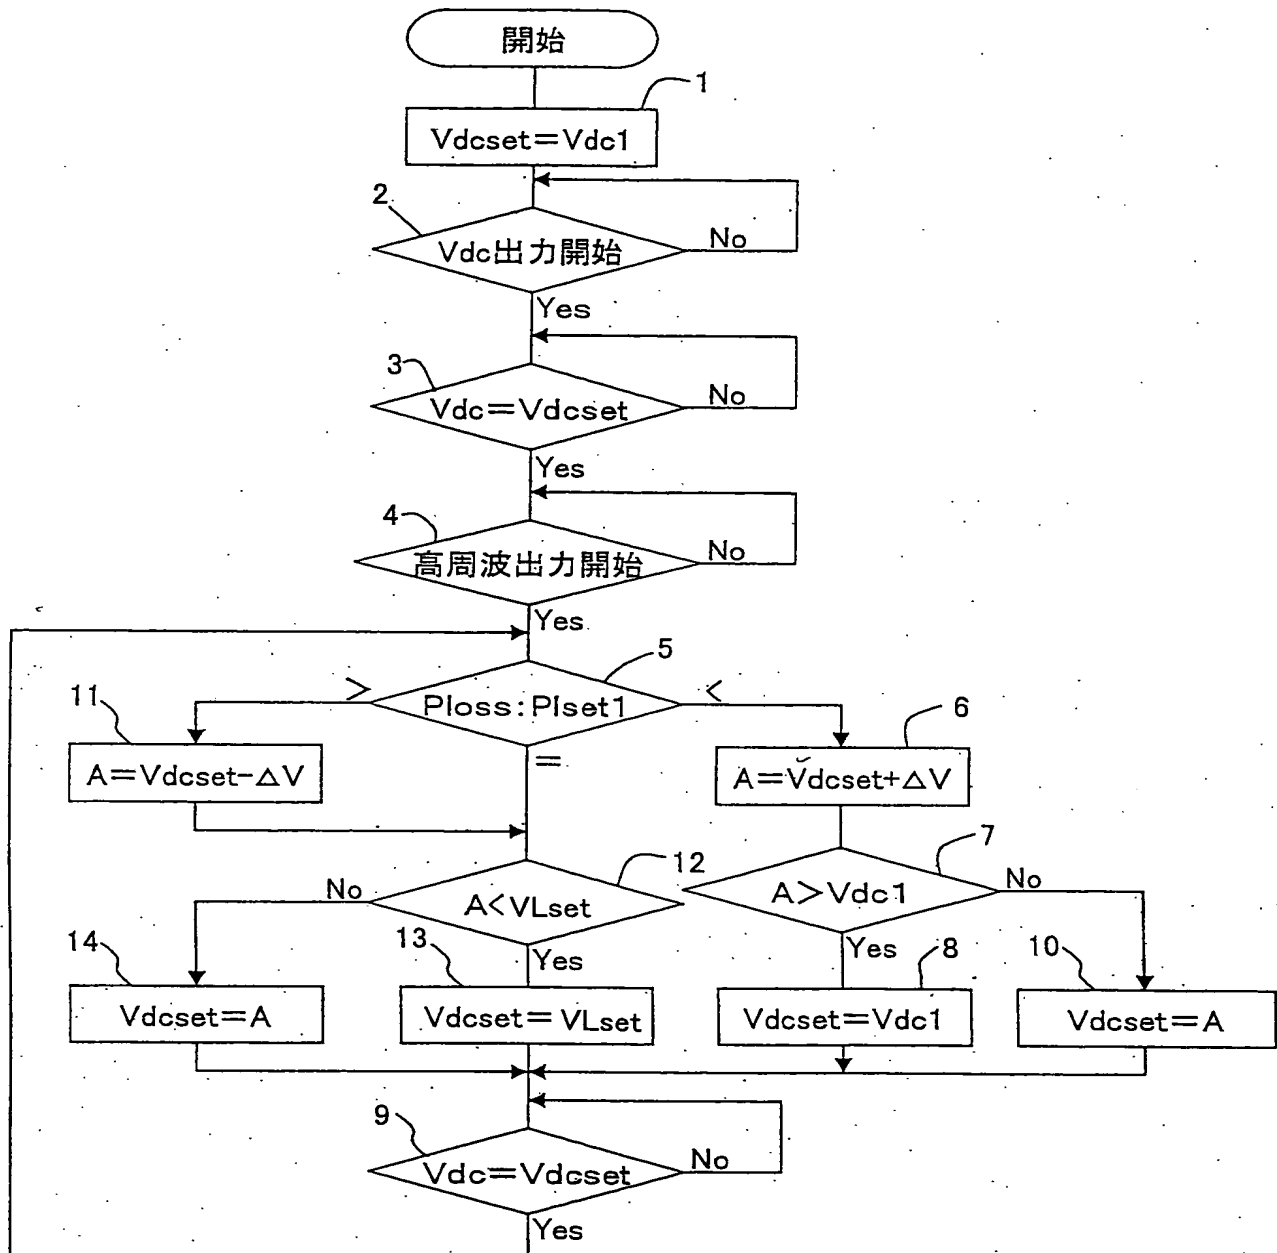 開始
1
Vdcset=Vdc1
2
Vdc出力開始
No
Yes
3
Vdc=Vdcset
No
Yes
4
高周波出力開始
No
Yes
5
Ploss:Plset1
>
<
=
11
A=Vdcset-△V
6
A=Vdcset+△V
12
A<VLset
No
Yes
7
A>Vdc1
No
Yes
14
Vdcset=A
13
Vdcset=VLset
8
Vdcset=Vdc1
10
Vdcset=A
9
Vdc=Vdcset
No
Yes